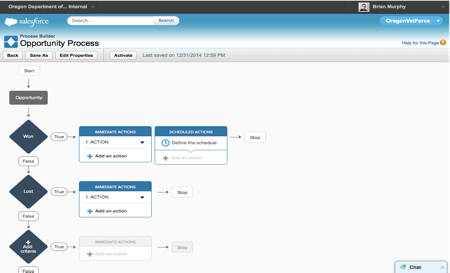 Oregon Department of... Internal
Brian Murphy
salesforce
Search...
Search
OregonVetForce
Process Builder
Opportunity Process
Help for this Page
Back
Save As
Edit Properties
Activate
Last saved on 12/31/2014 12:59 PM
Start
Opportunity
Won
True
IMMEDIATE ACTIONS
1 ACTION
Add an action
SCHEDULED ACTIONS
Define the schedule
Add an action
Stop
False
Lost
True
IMMEDIATE ACTIONS
1 ACTION
Add an action
Stop
False
Add
criteria
True
IMMEDIATE ACTIONS
Add an action
Stop
False
Chat